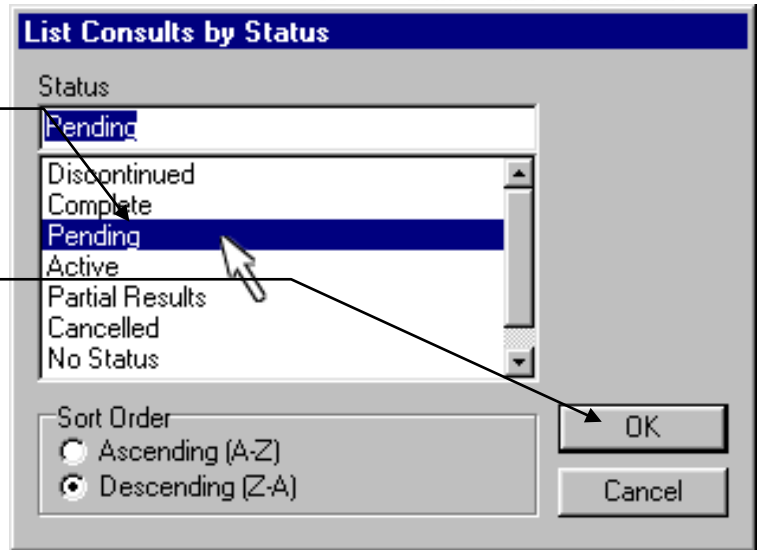 List Consults by Status
Status
Pending
Discontinued
Complete
Pending
Active
Partial Results
Cancelled
No Status
Sort Order
Ascending (A-Z)
Descending (Z-A)
OK
Cancel